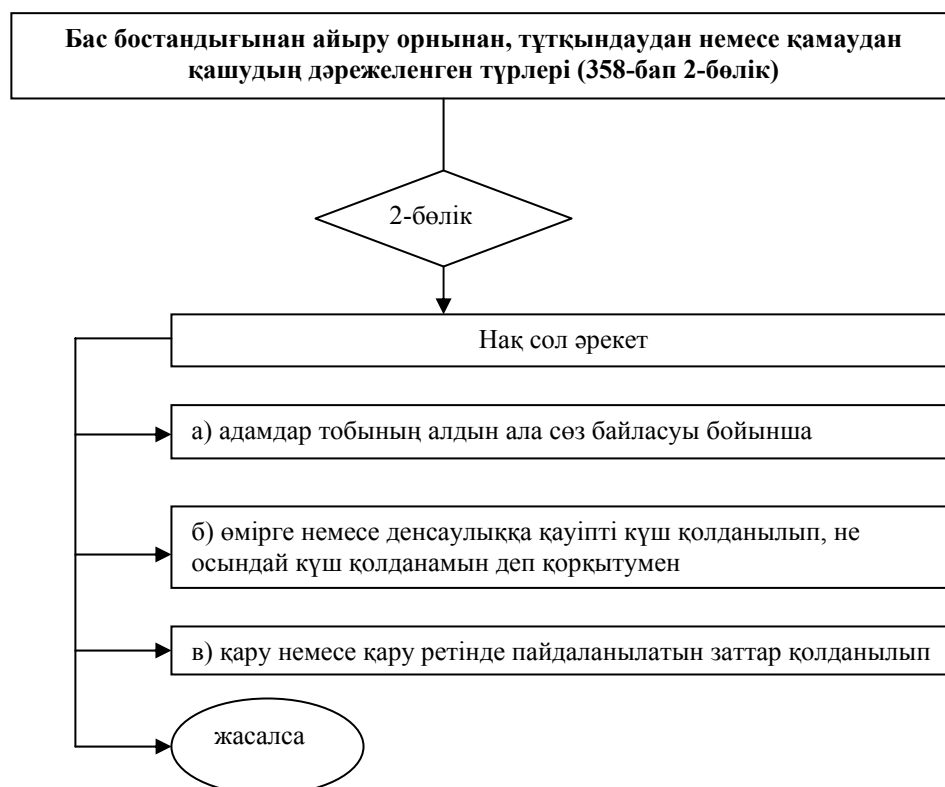 Бас бостандығынан айыру орнынан, тұтқындаудан немесе қамаудан
қашудың дәрежеленген түрлері (358-бап 2-бөлік)
2-бөлік
Нақ сол әрекет
а) адамдар тобының алдын ала сөз байласуы бойынша
б) өмірге немесе денсаулыққа қауіпті күш қолданылып, не
осындай күш қолданамын деп қорқытумен
в) қару немесе қару ретінде пайдаланылатын заттар қолданылып
жасалса